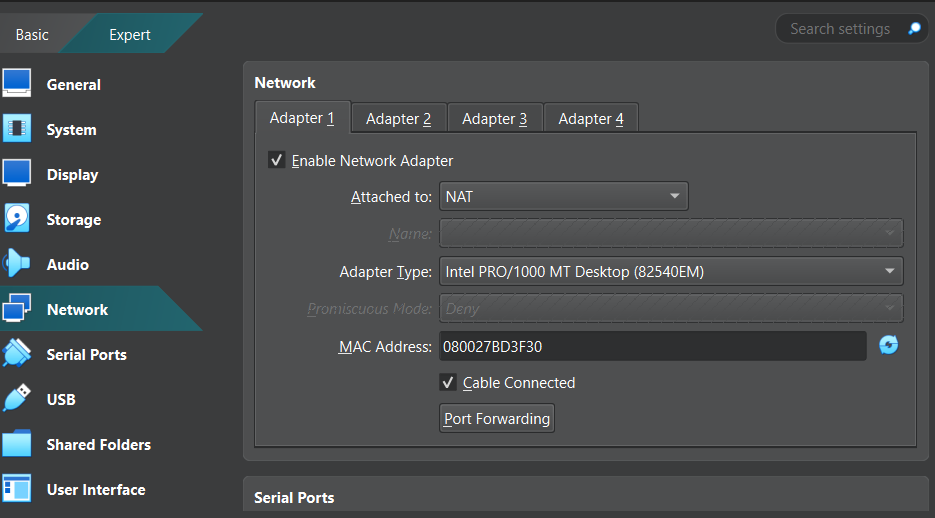 Basic
Expert
Search settings
General
System
Display
Storage
Audio
Network
Serial Ports
USB
Shared Folders
User Interface
Network
Adapter 1
Adapter 2
Adapter 3
Adapter 4
Enable Network Adapter
Attached to: NAT
Name:
Adapter Type: Intel PRO/1000 MT Desktop (82540EM)
Promiscuous Mode: Deny
MAC Address: 080027BD3F30
Cable Connected
Port Forwarding
Serial Ports